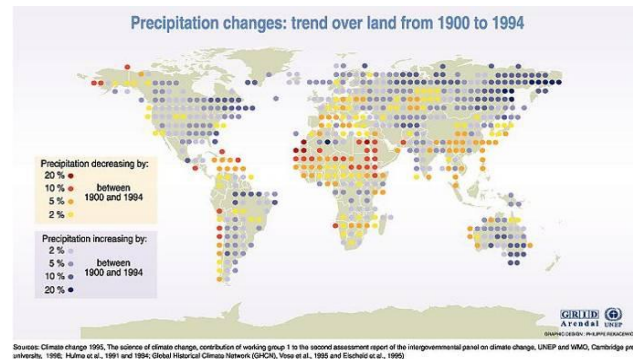 Precipitation changes: trend over land from 1900 to 1994
Precipitation decreasing by:
20 %
10 %
5 %
2 %
between
1900 and 1994
Precipitation increasing by:
2 %
5 %
10 %
20 %
between
1900 and 1994
GRID
Arendal UNEP
GRAPHIC DESIGN : PHILIPPE REKACEWICZ
Sources: Climate change 1995, The science of climate change, contribution of working group 1 to the second assessment report of the intergovernmental panel on climate change, UNEP and WMO, Cambridge pre
university, 1996; Hulme et al., 1991 and 1994; Global Historical Climate Network (GHCN), Vose et al., 1995 and Eischeid et al., 1995)